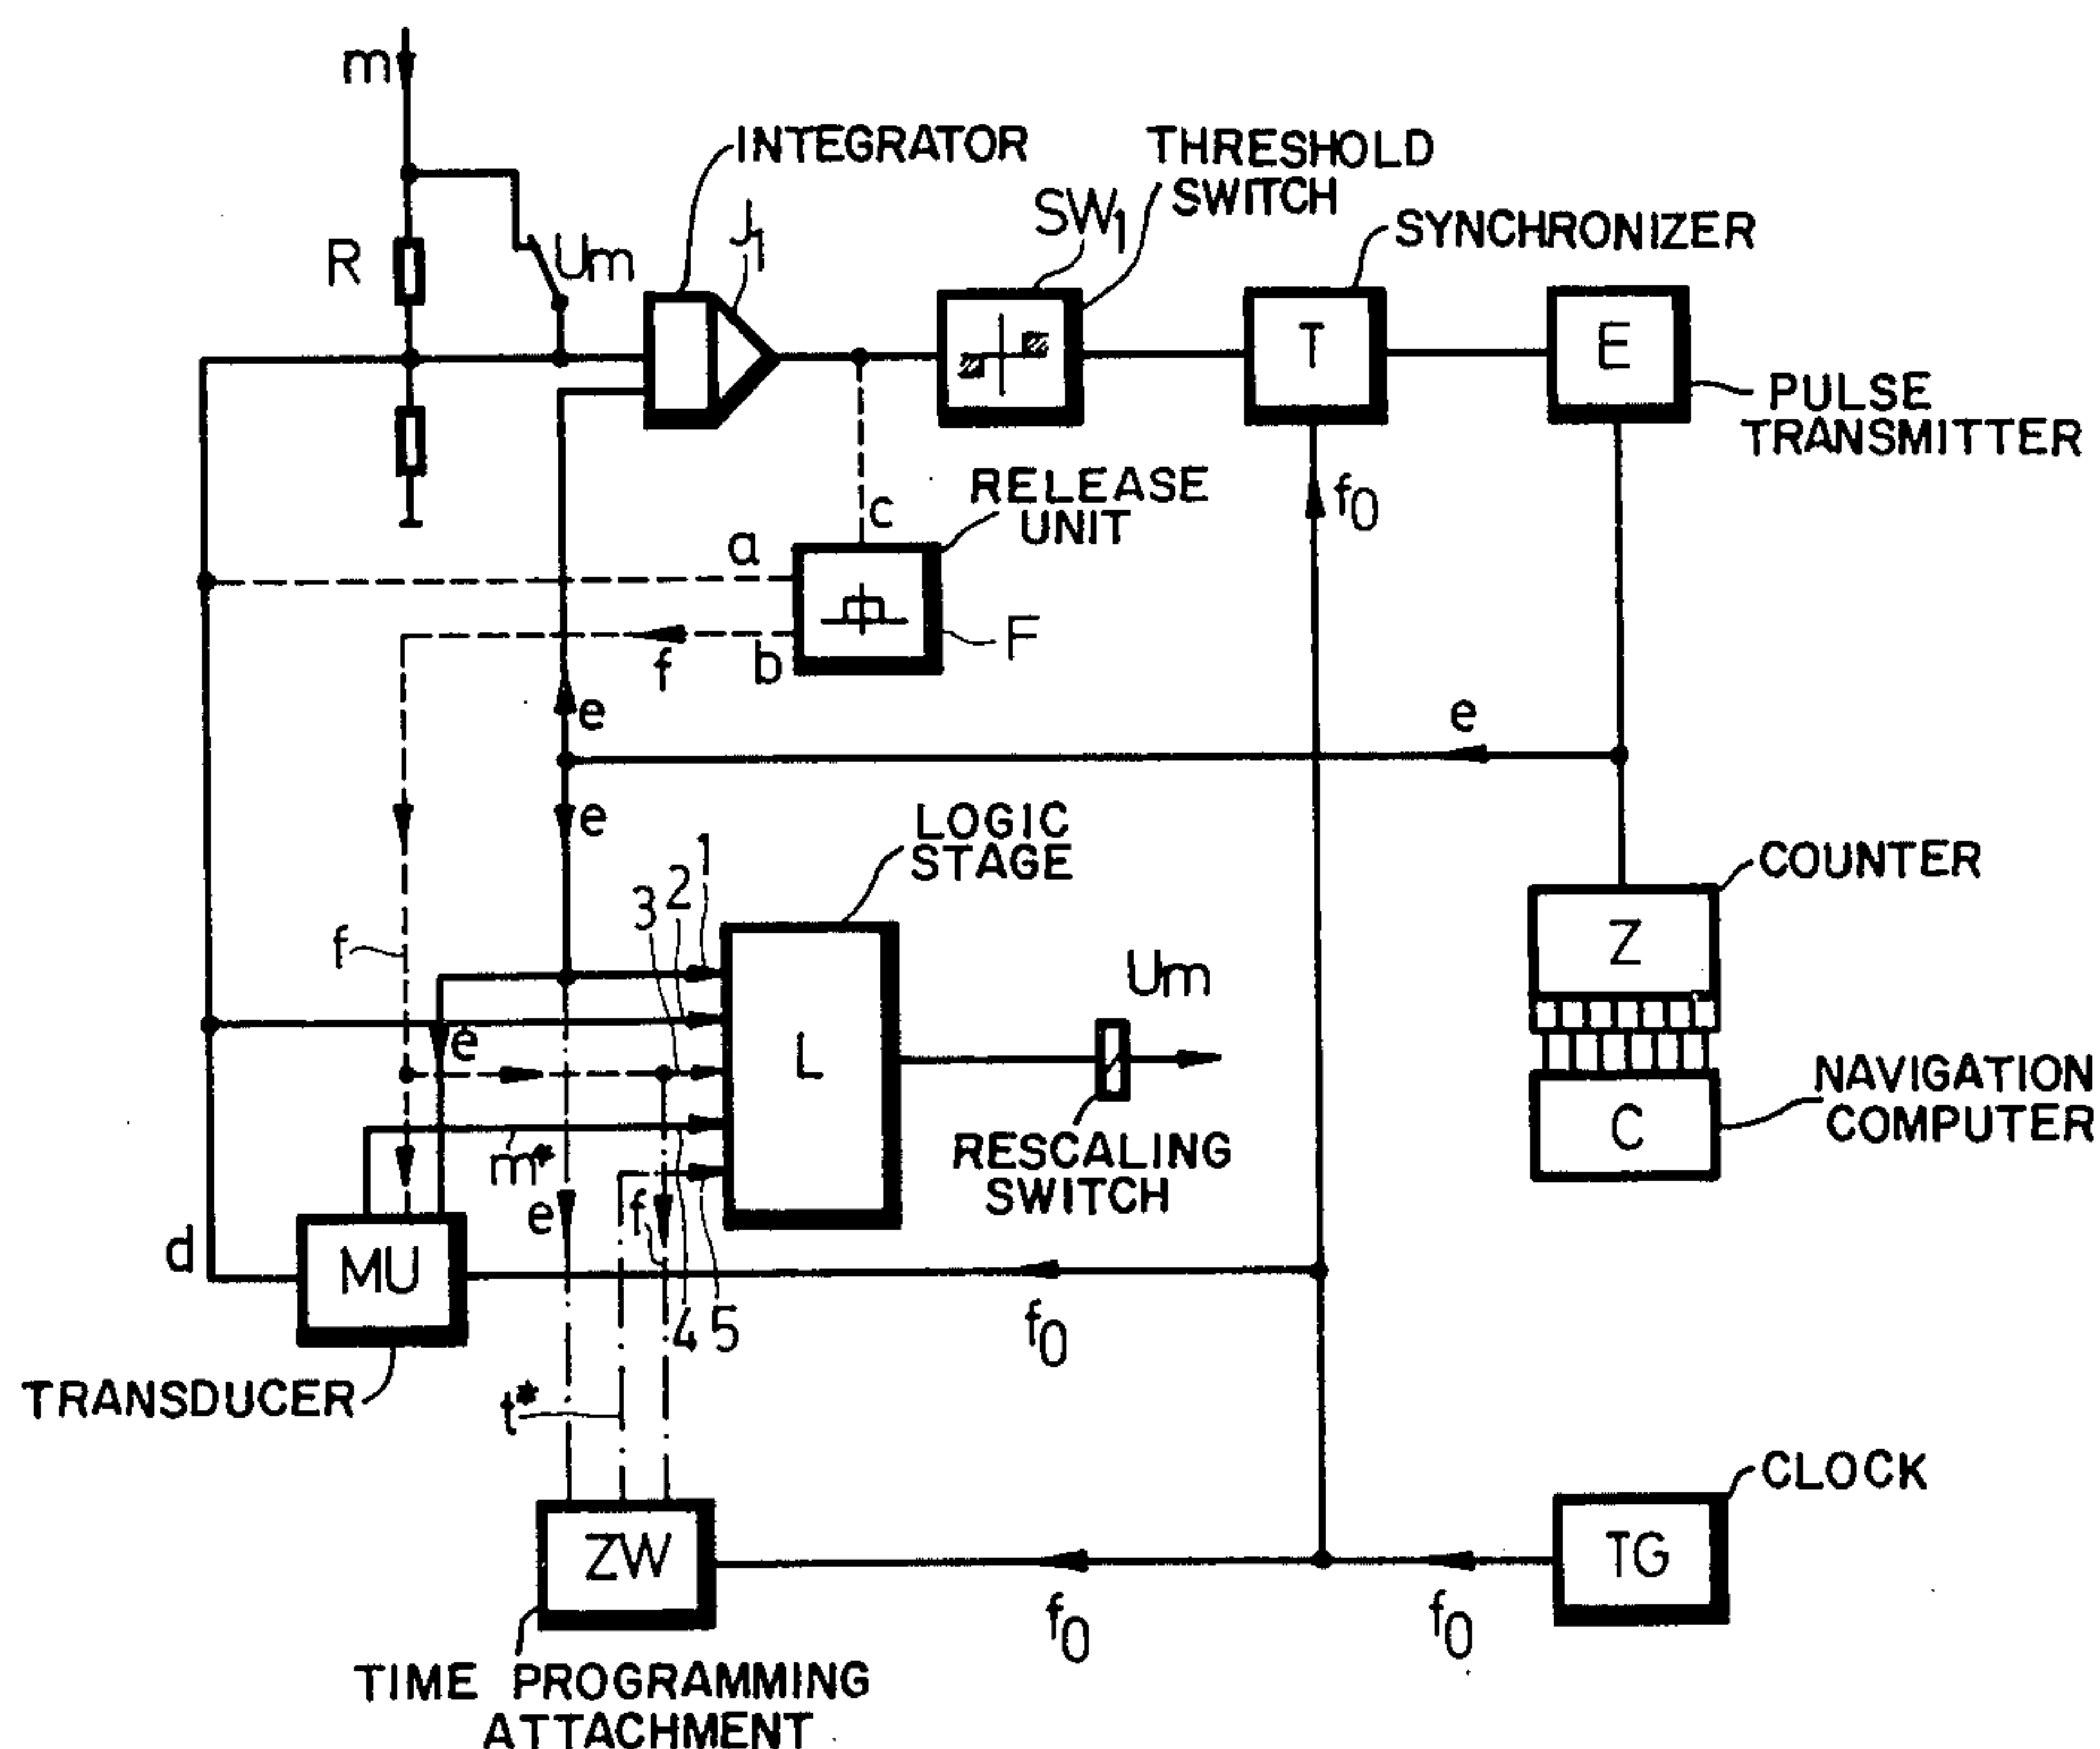 m
INTEGRATOR
THRESHOLD
SWITCH
J1
SW1
SYNCHRONIZER
R
Um
T
E
PULSE
TRANSMITTER
RELEASE
UNIT
c
f0
a
f
b
F
e
e
e
LOGIC
STAGE
1
2
3
COUNTER
Z
f
Um
e
L
NAVIGATION
COMPUTER
C
m*
RESCALING
SWITCH
e
f
d
MU
4
5
f0
TRANSDUCER
t*
CLOCK
ZW
TG
f0
f0
TIME PROGRAMMING
ATTACHMENT